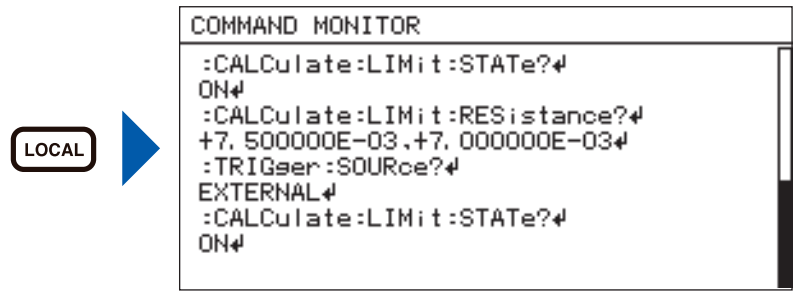 LOCAL
COMMAND MONITOR
:CALCulate:LIMit:STATe?↵
ON↵
:CALCulate:LIMit:RESistance?↵
+7.500000E-03,+7.000000E-03↵
:TRIGger:SOURce?↵
EXTERNAL↵
:CALCulate:LIMit:STATe?↵
ON↵